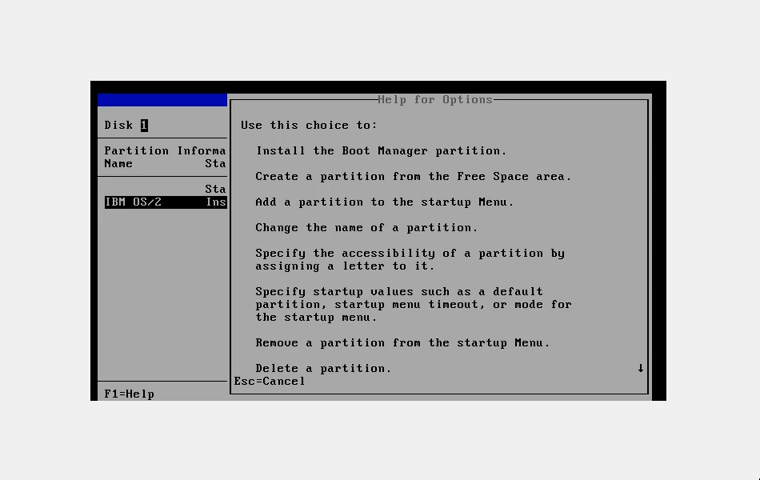 Help for Options
Disk 1
Use this choice to:
Partition Informa
Install the Boot Manager partition.
Name Sta
Create a partition from the Free Space area.
Sta
IBM OS/2 Ins
Add a partition to the startup Menu.
Change the name of a partition.
Specify the accessibility of a partition by
assigning a letter to it.
Specify startup values such as a default
partition, startup menu timeout, or mode for
the startup menu.
Remove a partition from the startup Menu.
Delete a partition. ↓
Esc=Cancel
F1=Help